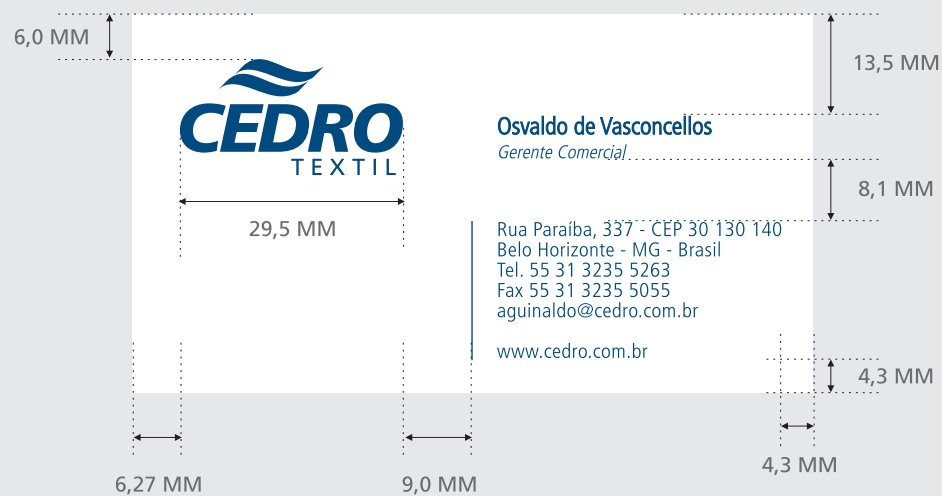 6,0 MM
13,5 MM
CEDRO
TEXTIL
Osvaldo de Vasconcellos
Gerente Comercial
8,1 MM
29,5 MM
Rua Paraíba, 337 - CEP 30 130 140
Belo Horizonte - MG - Brasil
Tel. 55 31 3235 5263
Fax 55 31 3235 5055
aguinaldo@cedro.com.br
www.cedro.com.br
4,3 MM
4,3 MM
6,27 MM
9,0 MM